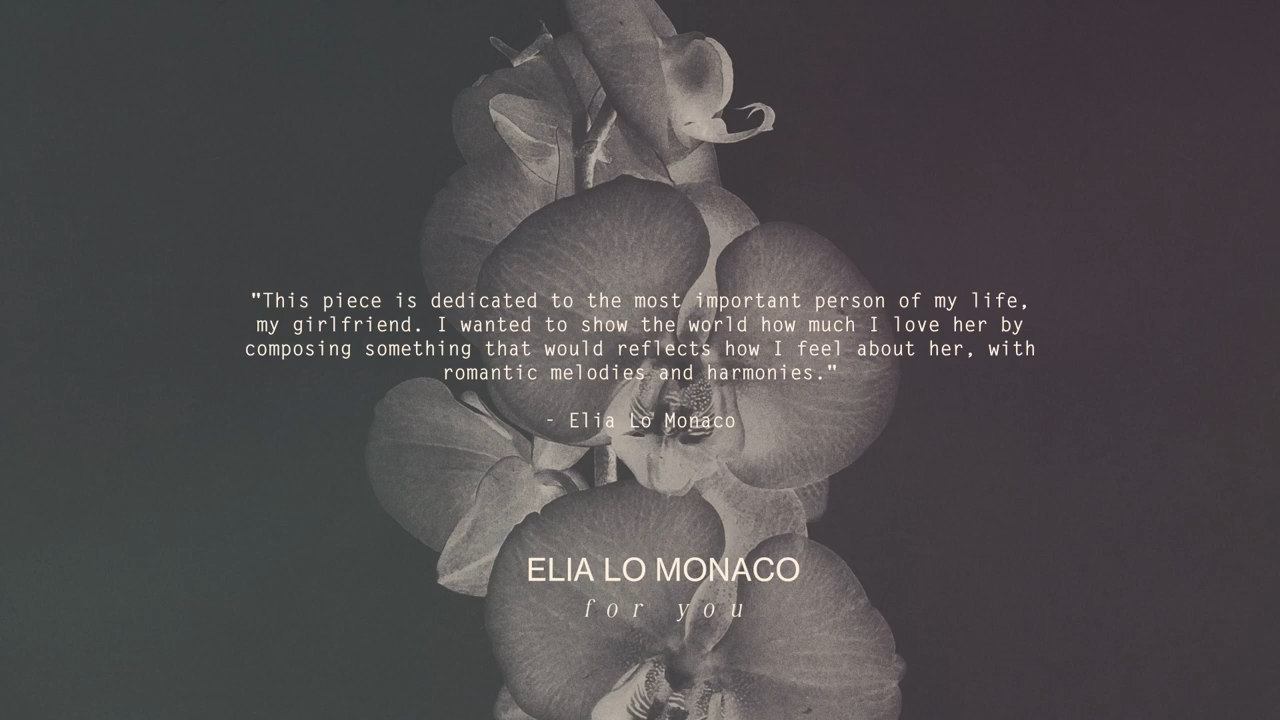 "This piece is dedicated to the most important person of my life,
my girlfriend. I wanted to show the world how much I love her by
composing something that would reflects how I feel about her, with
romantic melodies and harmonies."
- Elia Lo Monaco
ELIA LO MONACO
for you